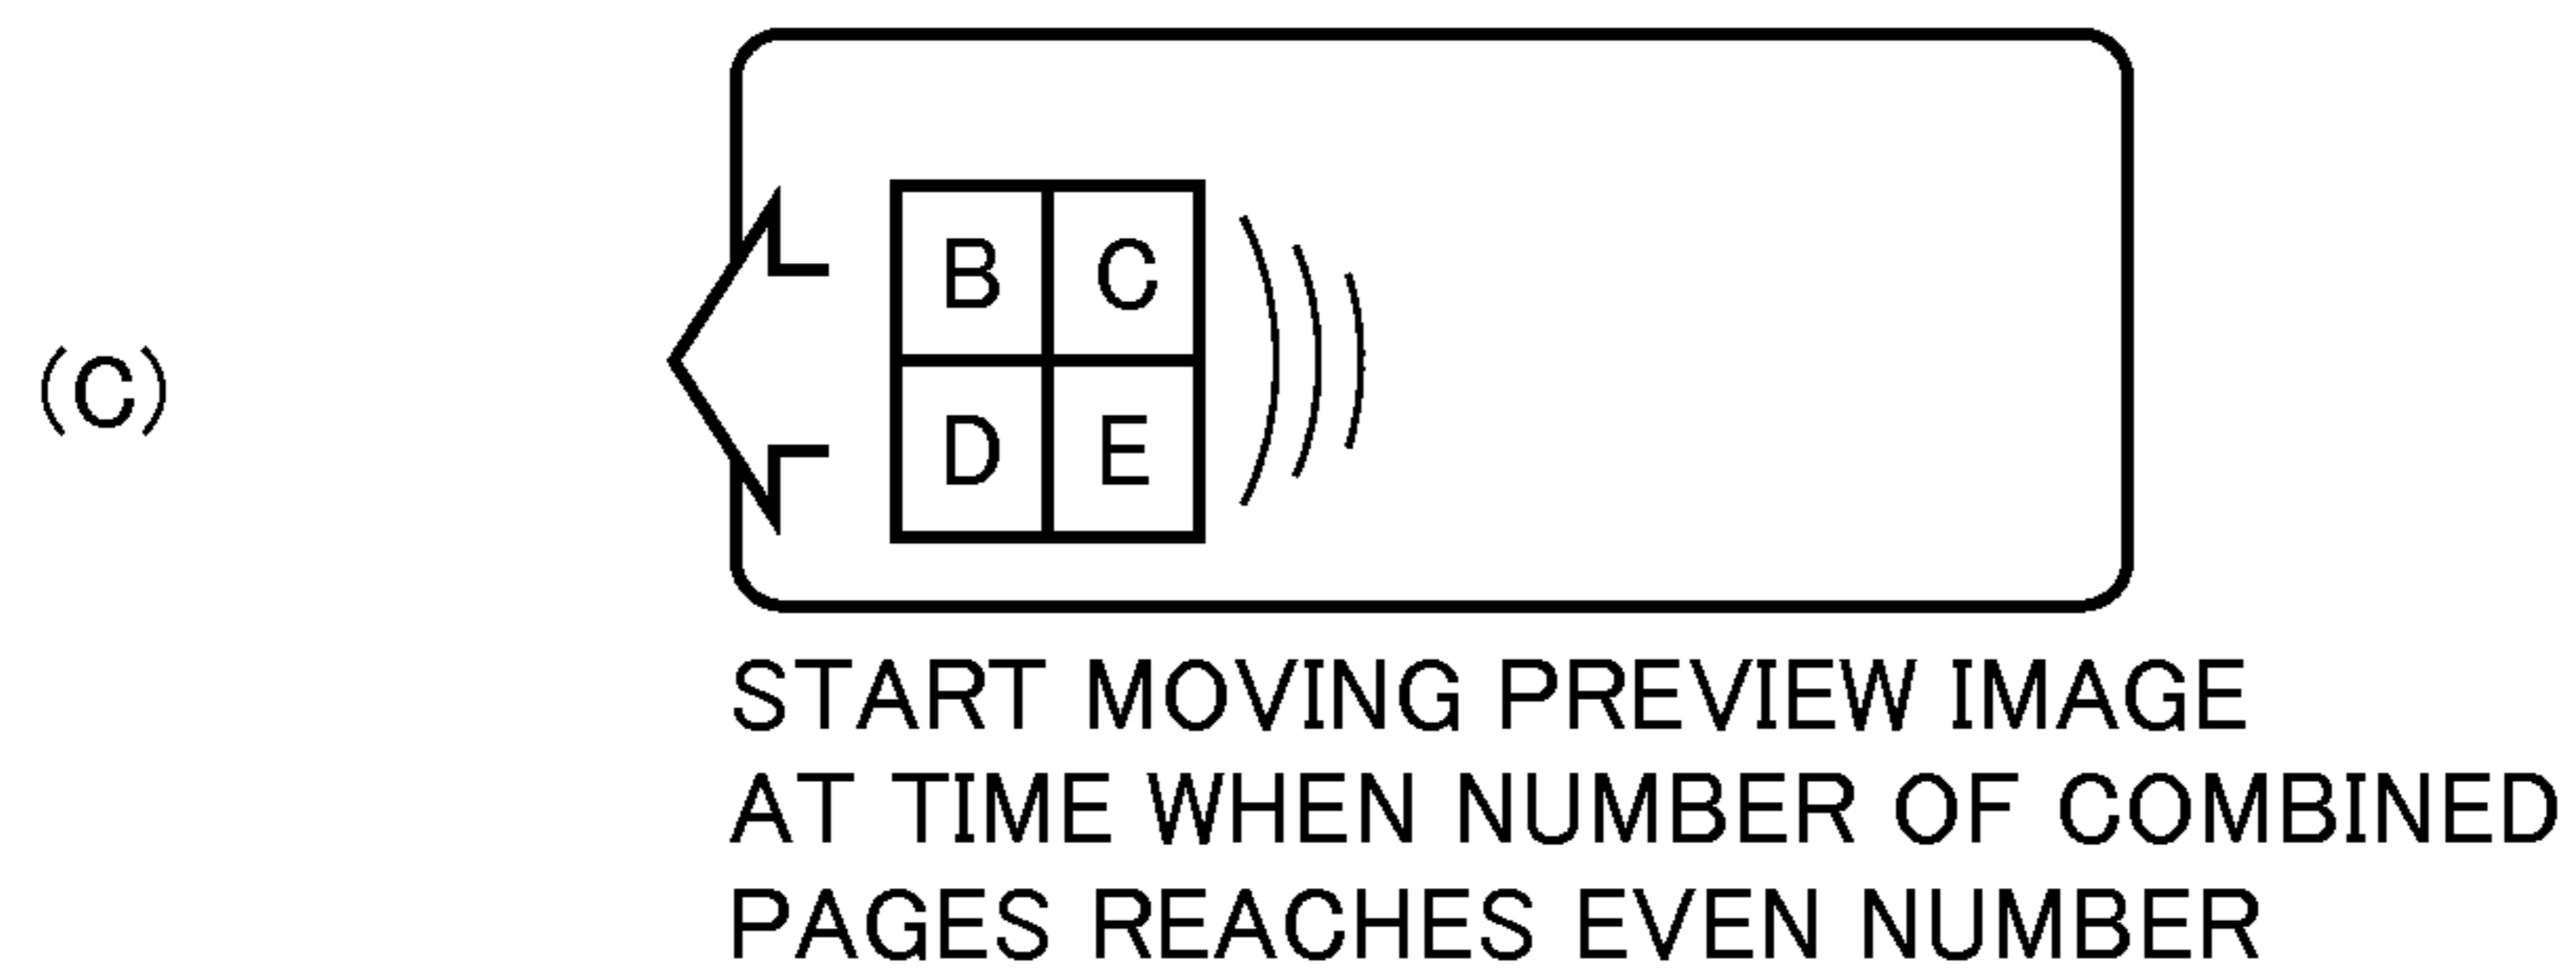 (C)
B C
D E
START MOVING PREVIEW IMAGE
AT TIME WHEN NUMBER OF COMBINED
PAGES REACHES EVEN NUMBER